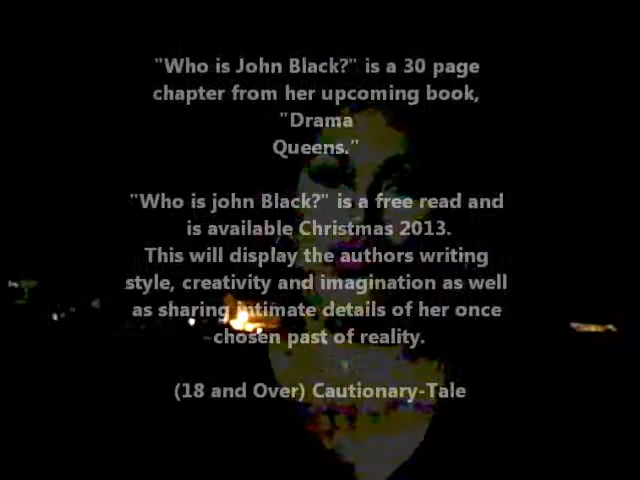 "Who is John Black?" is a 30 page
chapter from her upcoming book,
"Drama
Queens."
"Who is john Black?" is a free read and
is available Christmas 2013.
This will display the authors writing
style, creativity and imagination as well
as sharing intimate details of her once
chosen past of reality.
(18 and Over) Cautionary-Tale